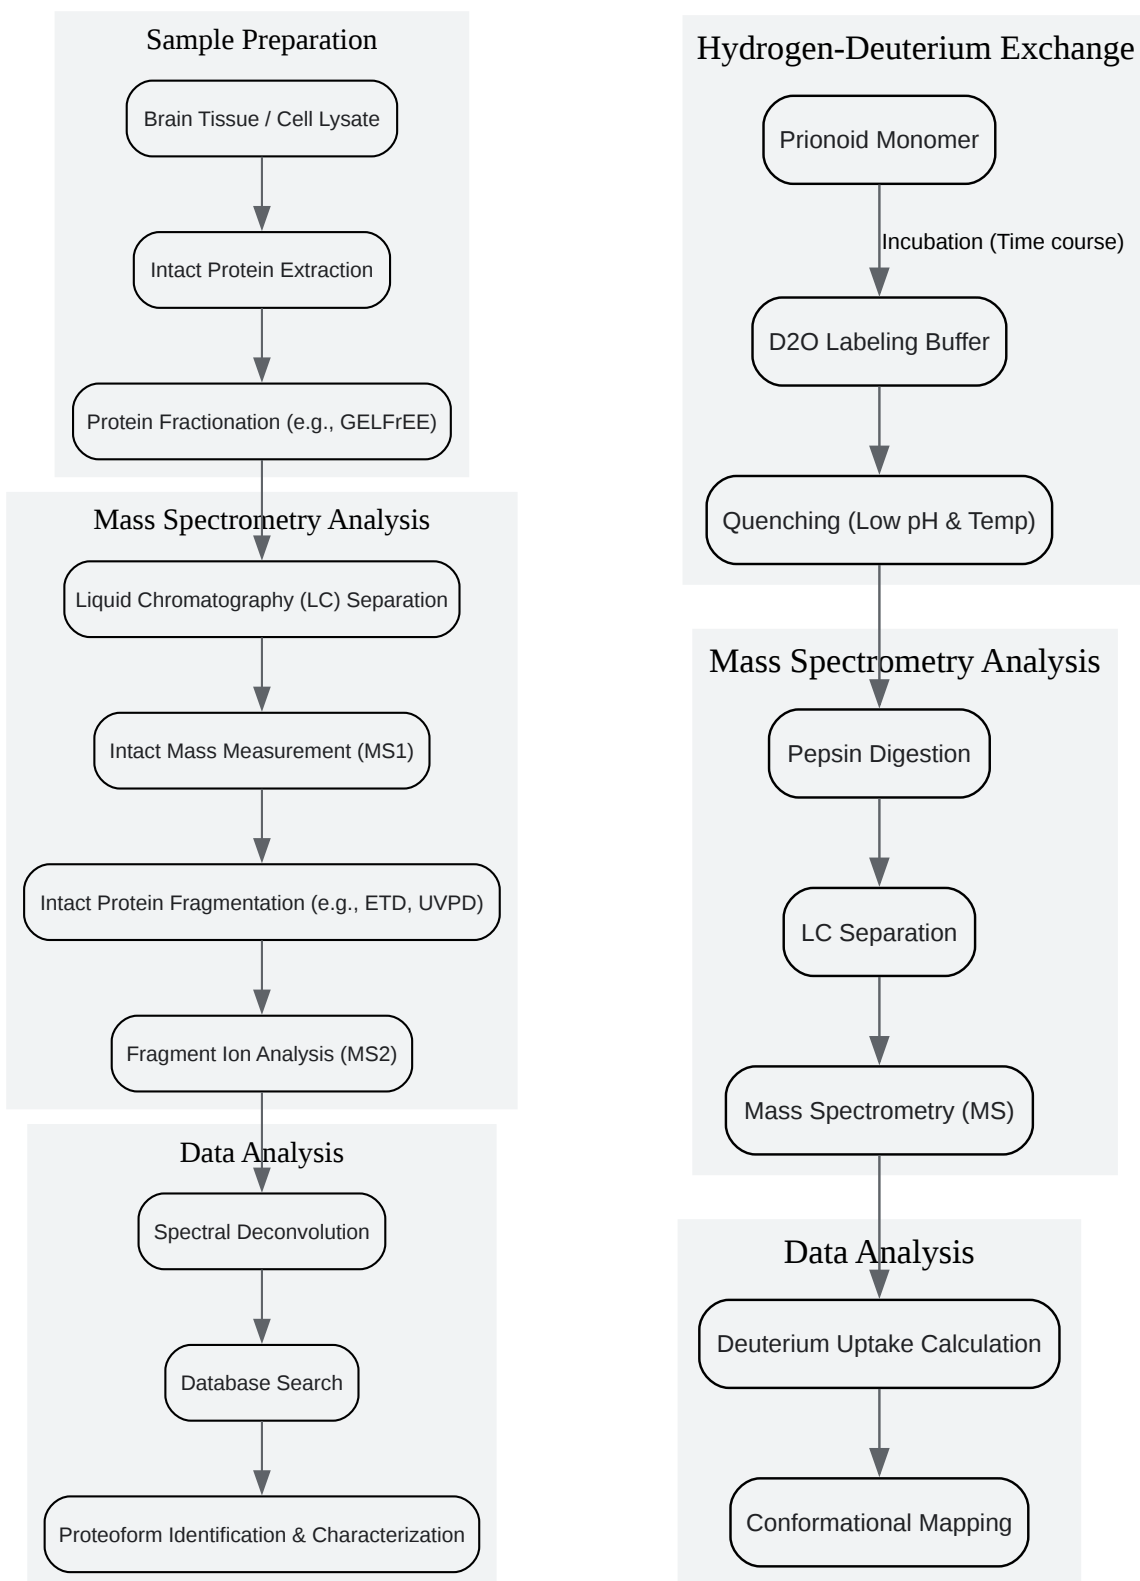 Sample Preparation
Brain Tissue / Cell Lysate
Intact Protein Extraction
Protein Fractionation (e.g., GELFrEE)
Mass Spectrometry Analysis
Liquid Chromatography (LC) Separation
Intact Mass Measurement (MS1)
Intact Protein Fragmentation (e.g., ETD, UVPD)
Fragment Ion Analysis (MS2)
Data Analysis
Spectral Deconvolution
Database Search
Proteoform Identification & Characterization
Hydrogen-Deuterium Exchange
Prionoid Monomer
Incubation (Time course)
D2O Labeling Buffer
Quenching (Low pH & Temp)
Mass Spectrometry Analysis
Pepsin Digestion
LC Separation
Mass Spectrometry (MS)
Data Analysis
Deuterium Uptake Calculation
Conformational Mapping